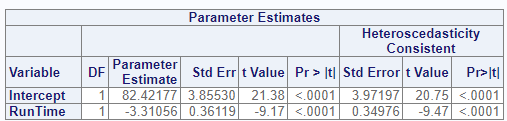 Parameter Estimates
Heteroscedasticity
Consistent
Variable DF Parameter Estimate Std Err t Value Pr > |t| Std Error t Value Pr>|t|
Intercept 1 82.42177 3.85530 21.38 <.0001 3.97197 20.75 <.0001
RunTime 1 -3.31056 0.36119 -9.17 <.0001 0.34976 -9.47 <.0001